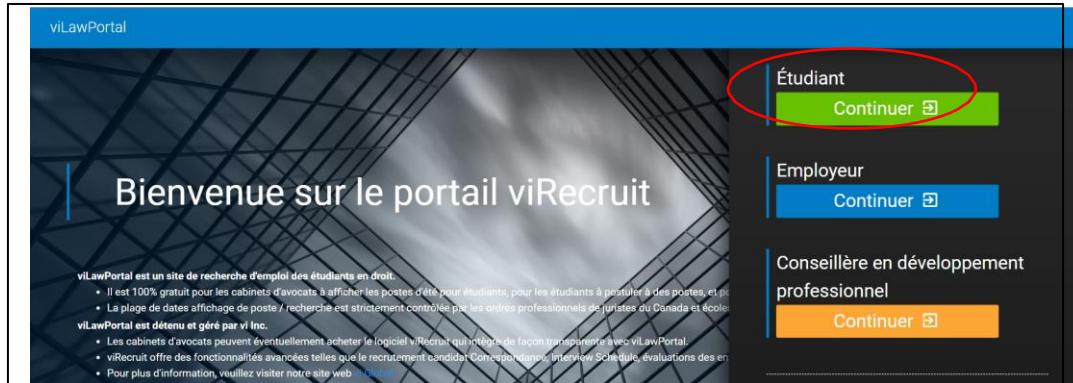 viLawPortal
Bienvenue sur le portail viRecruit
viLawPortal est un site de recherche d'emploi des étudiants en droit.
• Il est 100% gratuit pour les cabinets d'avocats à afficher les postes d'été pour étudiants, pour les étudiants à postuler à des postes, et po
• La plage de dates affichage de poste / recherche est strictement contrôlée par les ordres professionnels de juristes du Canada et école
viLawPortal est détenu et géré par vi Inc.
• Les cabinets d'avocats peuvent éventuellement acheter le logiciel viRecruit qui intègre de façon transparente avec viLawPortal.
• viRecruit offre des fonctionnalités avancées telles que le recrutement candidat Correspondance, Interview Schedule, évaluations des en
• Pour plus d'information, veuillez visiter notre site web vi Global
Étudiant
Continuer
Employeur
Continuer
Conseillère en développement
professionnel
Continuer